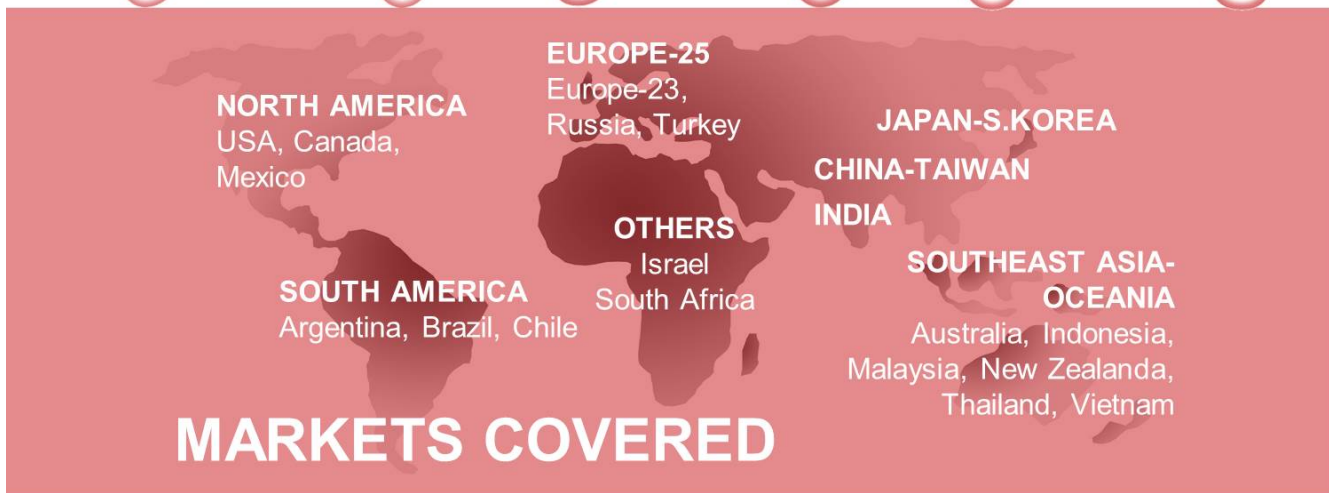 EUROPE-25
Europe-23,
Russia, Turkey
NORTH AMERICA
USA, Canada,
Mexico
JAPAN-S.KOREA
CHINA-TAIWAN
INDIA
OTHERS
Israel
South Africa
SOUTHEAST ASIA-
OCEANIA
Australia, Indonesia,
Malaysia, New Zealanda,
Thailand, Vietnam
SOUTH AMERICA
Argentina, Brazil, Chile
MARKETS COVERED